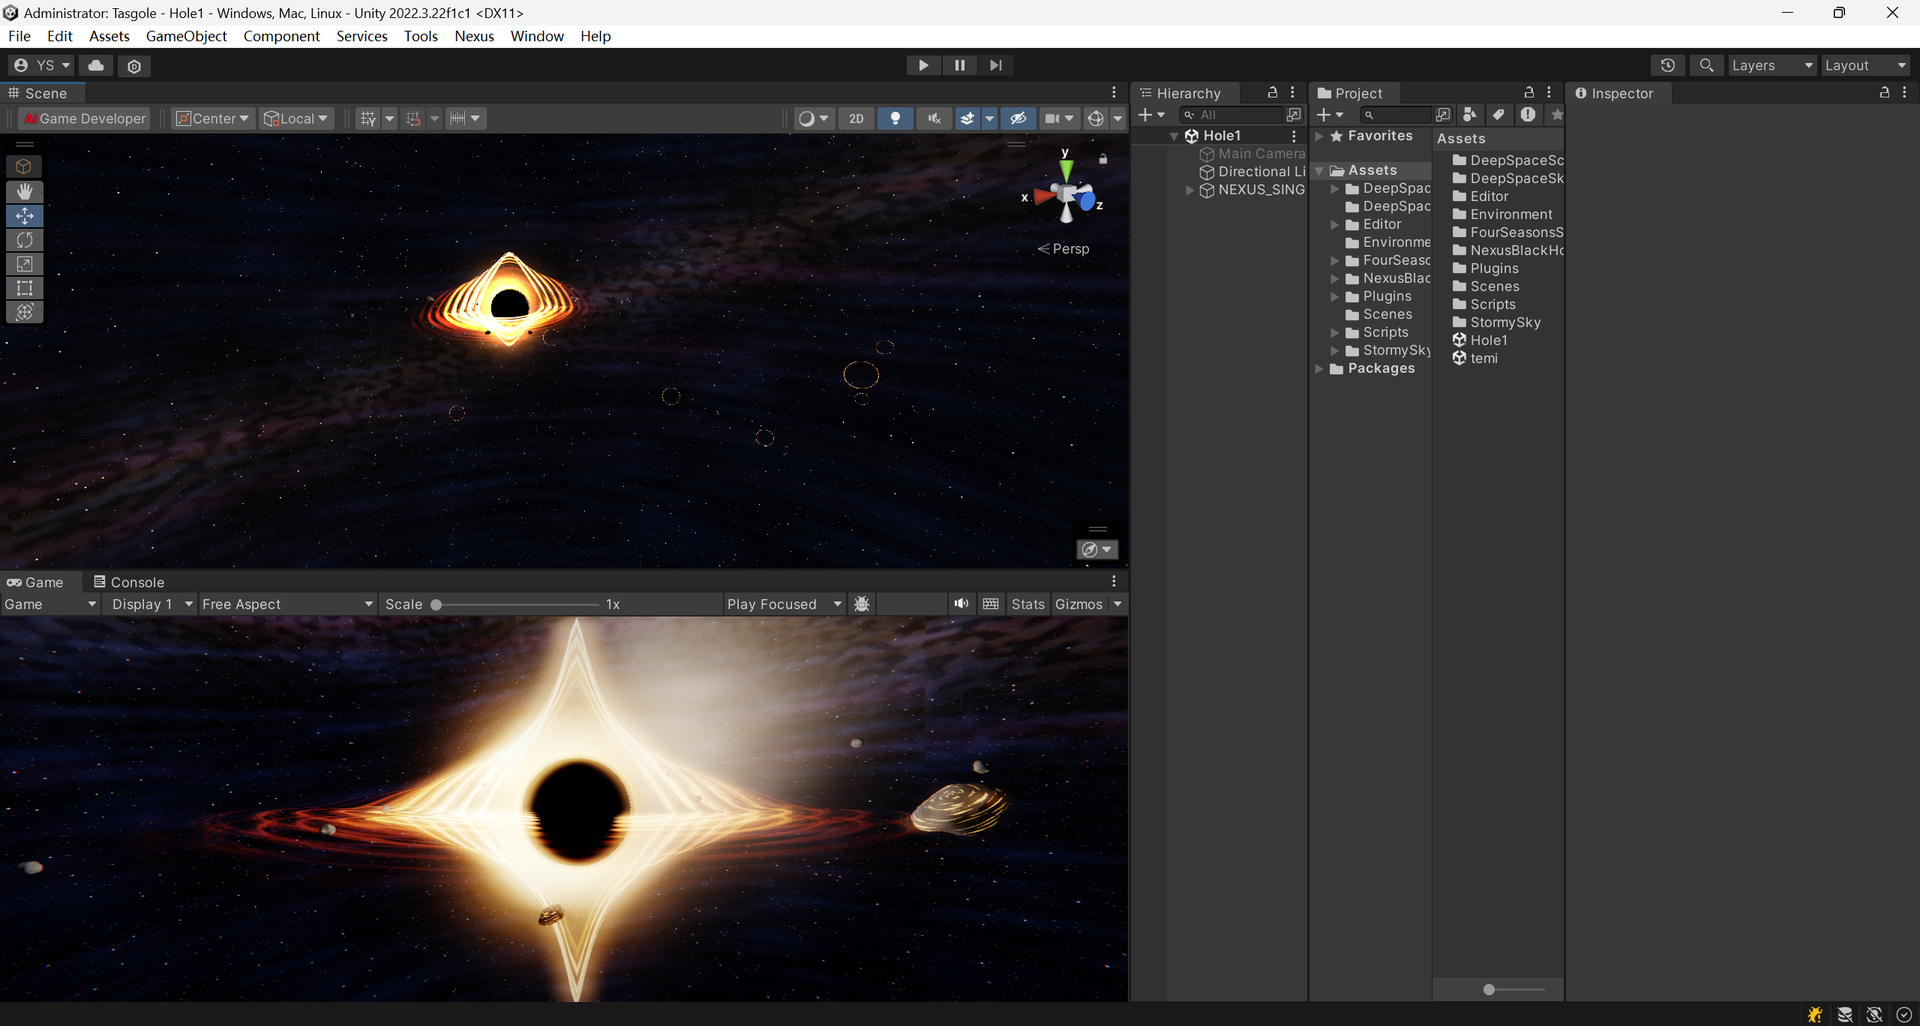 Administrator: Tasgole - Hole1 - Windows, Mac, Linux - Unity 2022.3.22f1c1 <DX11>
File Edit Assets GameObject Component Services Tools Nexus Window Help
YS
Layers
Layout
Scene
AI Game Developer
Center
Local
2D
y
x
z
Persp
Game
Console
Game
Display 1
Free Aspect
Scale
1x
Play Focused
Stats
Gizmos
Hierarchy
All
Hole1
Main Camera
Directional Li
NEXUS_SING
Project
Favorites
Assets
DeepSpac
DeepSpac
Editor
Environme
FourSeasc
NexusBlac
Plugins
Scenes
Scripts
StormySky
Packages
Assets
DeepSpaceSc
DeepSpaceSk
Editor
Environment
FourSeasonsS
NexusBlackHo
Plugins
Scenes
Scripts
StormySky
Hole1
temi
Inspector